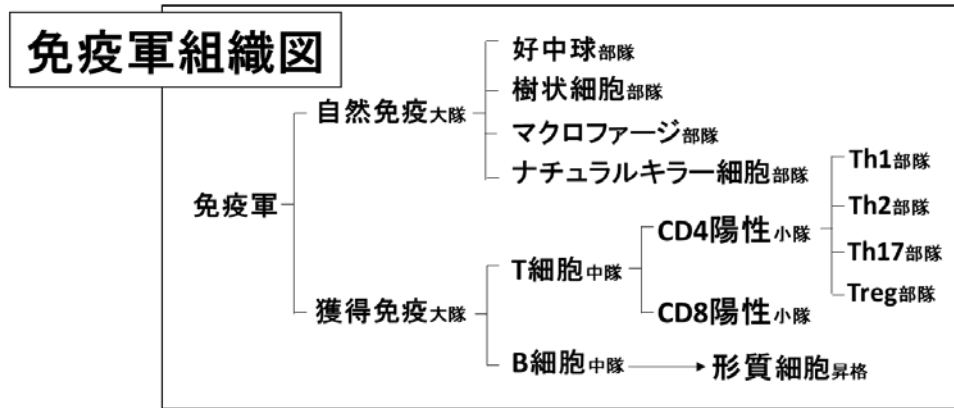 免疫軍組織図
免疫軍
自然免疫大隊
好中球部隊
樹状細胞部隊
マクロファージ部隊
ナチュラルキラー細胞部隊
獲得免疫大隊
T細胞中隊
CD4陽性小隊
Th1部隊
Th2部隊
Th17部隊
Treg部隊
CD8陽性小隊
B細胞中隊
形質細胞昇格